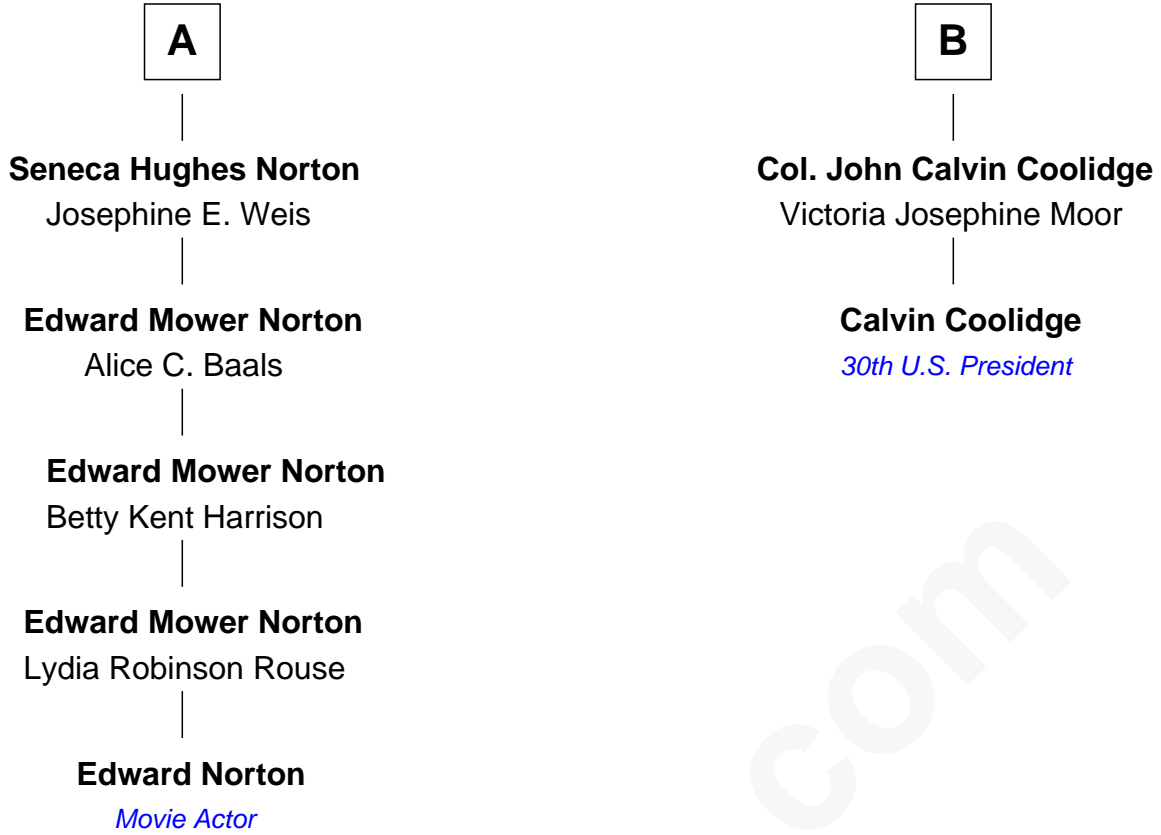 A
Seneca Hughes Norton
Josephine E. Weis
Edward Mower Norton
Alice C. Baals
Edward Mower Norton
Betty Kent Harrison
Edward Mower Norton
Lydia Robinson Rouse
Edward Norton
Movie Actor
B
Col. John Calvin Coolidge
Victoria Josephine Moor
Calvin Coolidge
30th U.S. President
com